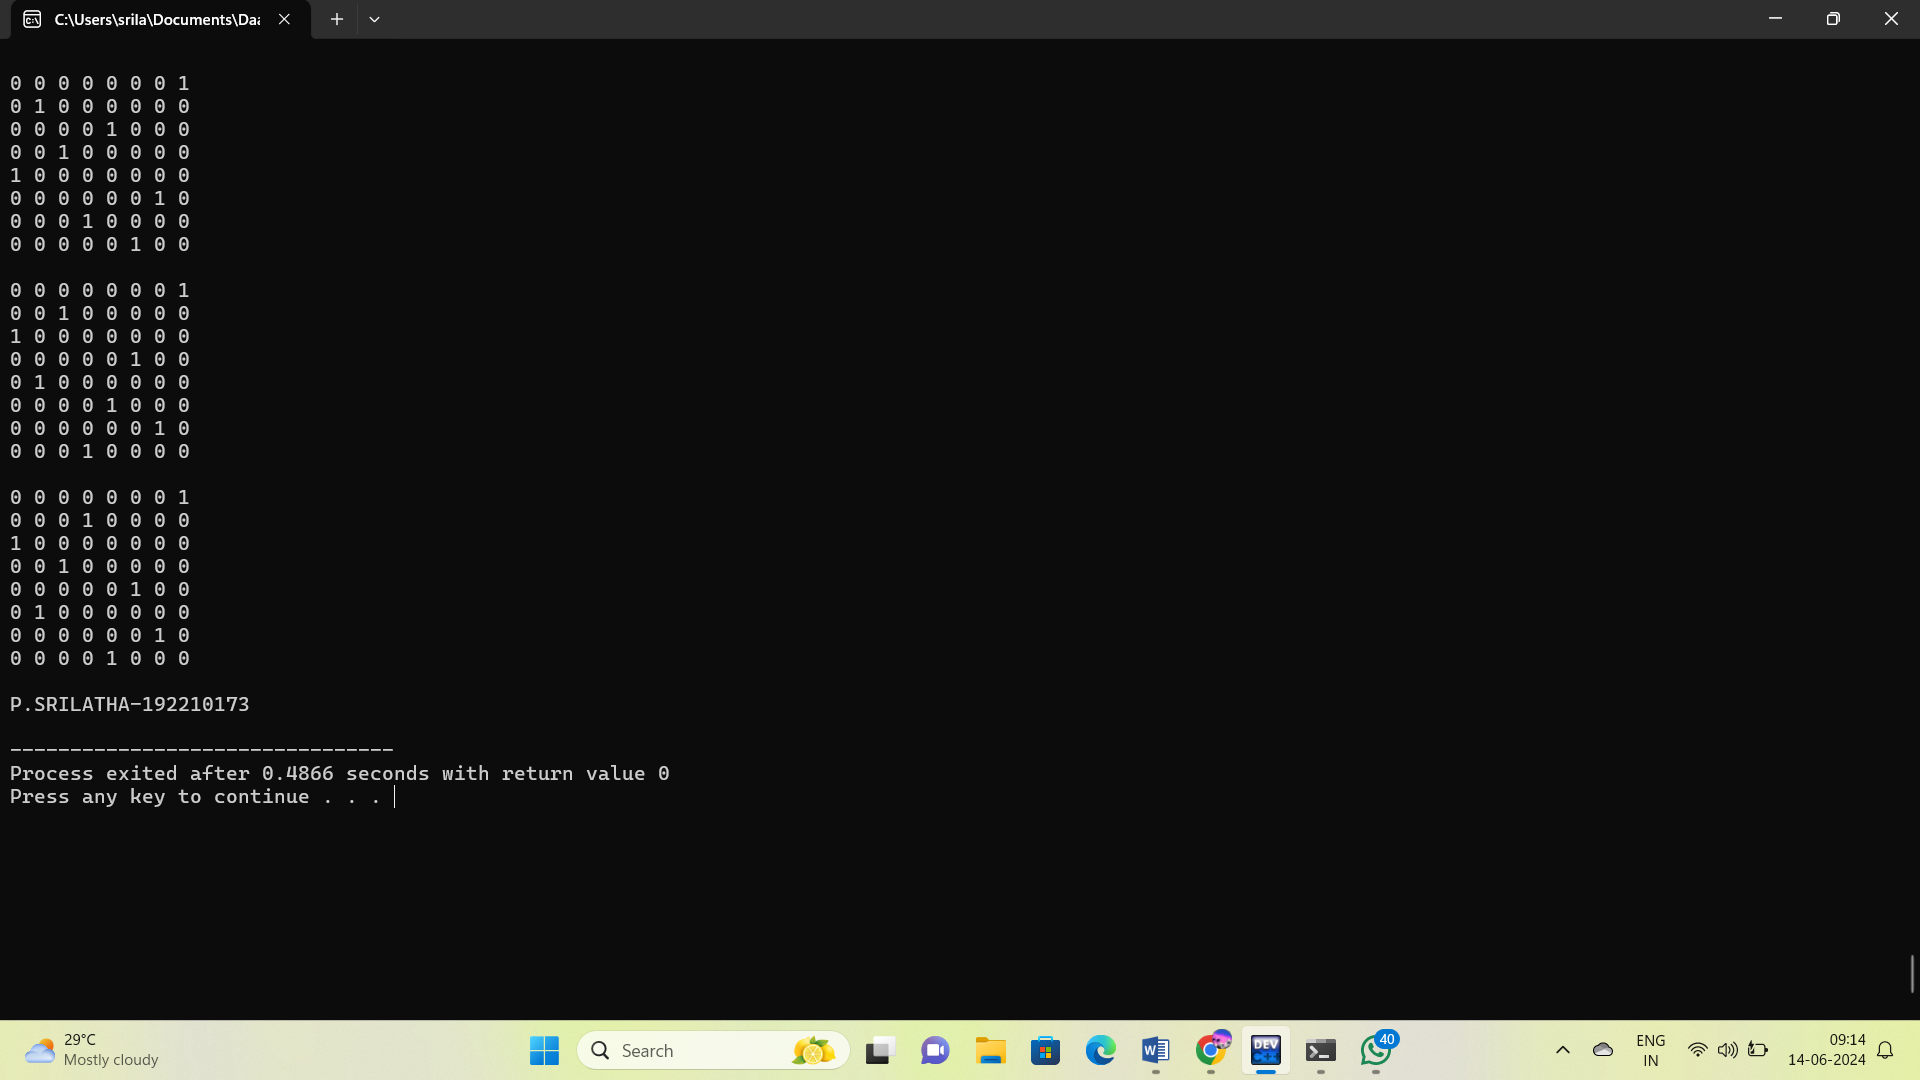 C:\Users\srila\Documents\Daa
0 0 0 0 0 0 0 1
0 1 0 0 0 0 0 0
0 0 0 0 1 0 0 0
0 0 1 0 0 0 0 0
1 0 0 0 0 0 0 0
0 0 0 0 0 0 1 0
0 0 0 1 0 0 0 0
0 0 0 0 0 1 0 0
0 0 0 0 0 0 0 1
0 0 1 0 0 0 0 0
1 0 0 0 0 0 0 0
0 0 0 0 0 1 0 0
0 1 0 0 0 0 0 0
0 0 0 0 1 0 0 0
0 0 0 0 0 0 1 0
0 0 0 1 0 0 0 0
0 0 0 0 0 0 0 1
0 0 0 1 0 0 0 0
1 0 0 0 0 0 0 0
0 0 1 0 0 0 0 0
0 0 0 0 0 1 0 0
0 1 0 0 0 0 0 0
0 0 0 0 0 0 1 0
0 0 0 0 1 0 0 0
P.SRILATHA-192210173
--------------------------------
Process exited after 0.4866 seconds with return value 0
Press any key to continue . . .
29°C
Mostly cloudy
Search
W
DEV
C++
40
ENG
IN
09:14
14-06-2024